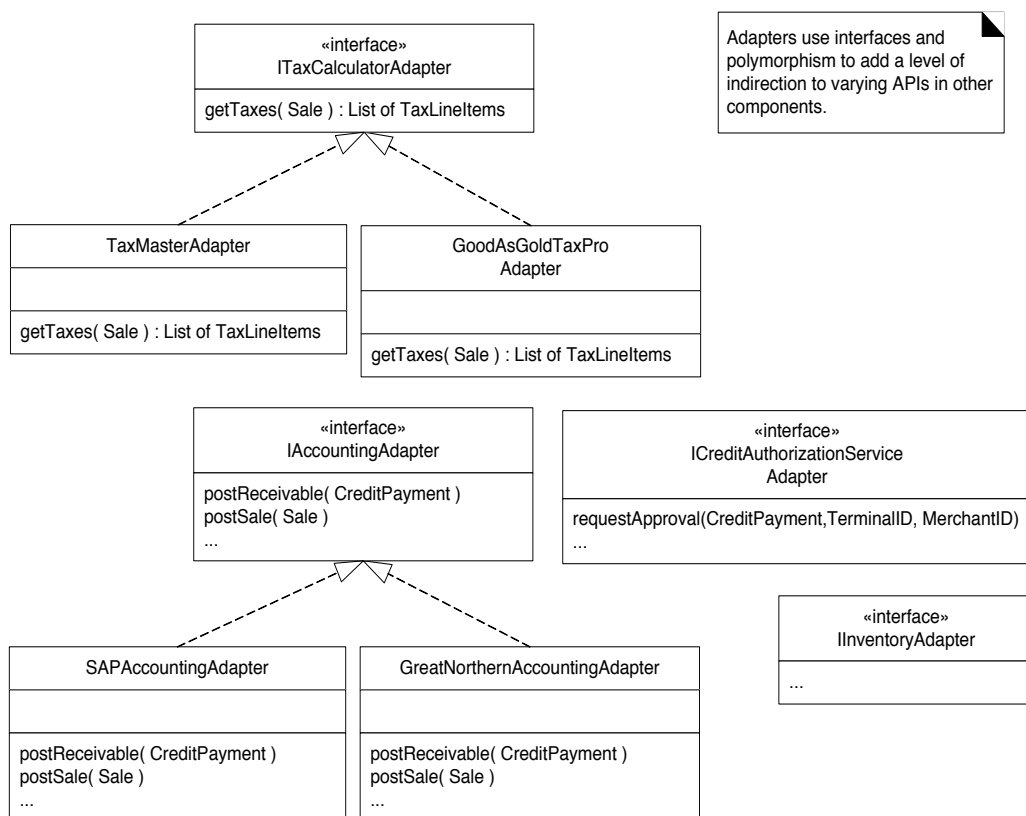 «interface»
ITaxCalculatorAdapter
getTaxes( Sale ) : List of TaxLineItems
Adapters use interfaces and
polymorphism to add a level of
indirection to varying APIs in other
components.
TaxMasterAdapter
getTaxes( Sale ) : List of TaxLineItems
GoodAsGoldTaxPro
Adapter
getTaxes( Sale ) : List of TaxLineItems
«interface»
IAccountingAdapter
postReceivable( CreditPayment )
postSale( Sale )
...
«interface»
ICreditAuthorizationService
Adapter
requestApproval(CreditPayment,TerminalID, MerchantID)
...
«interface»
IInventoryAdapter
...
SAPAccountingAdapter
postReceivable( CreditPayment )
postSale( Sale )
...
GreatNorthernAccountingAdapter
postReceivable( CreditPayment )
postSale( Sale )
...